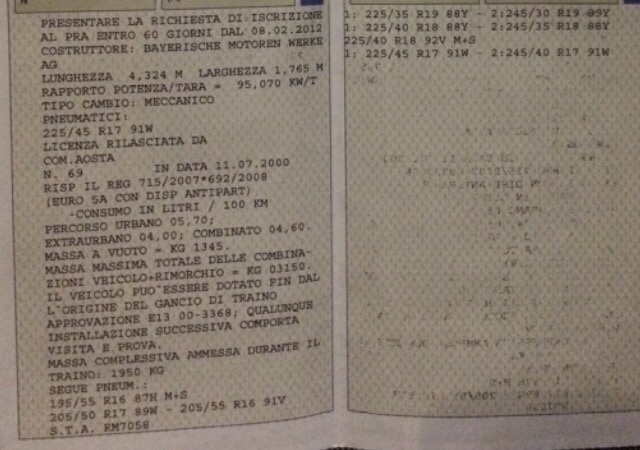 PRESENTARE LA RICHIESTA DI ISCRIZIONE
AL PRA ENTRO 60 GIORNI DAL 08.02.2012
COSTRUTTORE: BAYERISCHE MOTOREN WERKE
AG
LUNGHEZZA 4,324 M LARGHEZZA 1,765 M
RAPPORTO POTENZA/TARA = 95,070 KW/T
TIPO CAMBIO: MECCANICO
PNEUMATICI:
225/45 R17 91W
LICENZA RILASCIATA DA
COM.AOSTA
N. 69 IN DATA 11.07.2000
RISP IL REG 715/2007*692/2008
(EURO 5A CON DISP ANTIPART)
-CONSUMO IN LITRI / 100 KM
PERCORSO URBANO 05,70;
EXTRAURBANO 04,00; COMBINATO 04,60.
MASSA A VUOTO = KG 1345.
MASSA MASSIMA TOTALE DELLE COMBINA-
ZIONI VEICOLO+RIMORCHIO = KG 03150.
IL VEICOLO PUO`ESSERE DOTATO FIN DAL
L`ORIGINE DEL GANCIO DI TRAINO
APPROVAZIONE E13 00-3368; QUALUNQUE
INSTALLAZIONE SUCCESSIVA COMPORTA
VISITA E PROVA.
MASSA COMPLESSIVA AMMESSA DURANTE IL
TRAINO: 1950 KG
SEGUE PNEUM.:
195/55 R16 87H M+S
205/50 R17 89W - 205/55 R16 91V
S.T.A. RM7058
1: 225/35 R19 88Y - 2:245/30 R19 89Y
1: 225/40 R18 88Y - 2:245/35 R18 88Y
225/40 R18 92V M+S
1: 225/45 R17 91W - 2:245/40 R17 91W